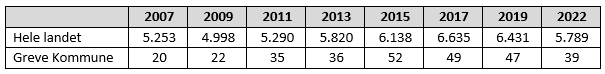 2007 2009 2011 2013 2015 2017 2019 2022
Hele landet 5.253 4.998 5.290 5.820 6.138 6.635 6.431 5.789
Greve Kommune 20 22 35 36 52 49 47 39